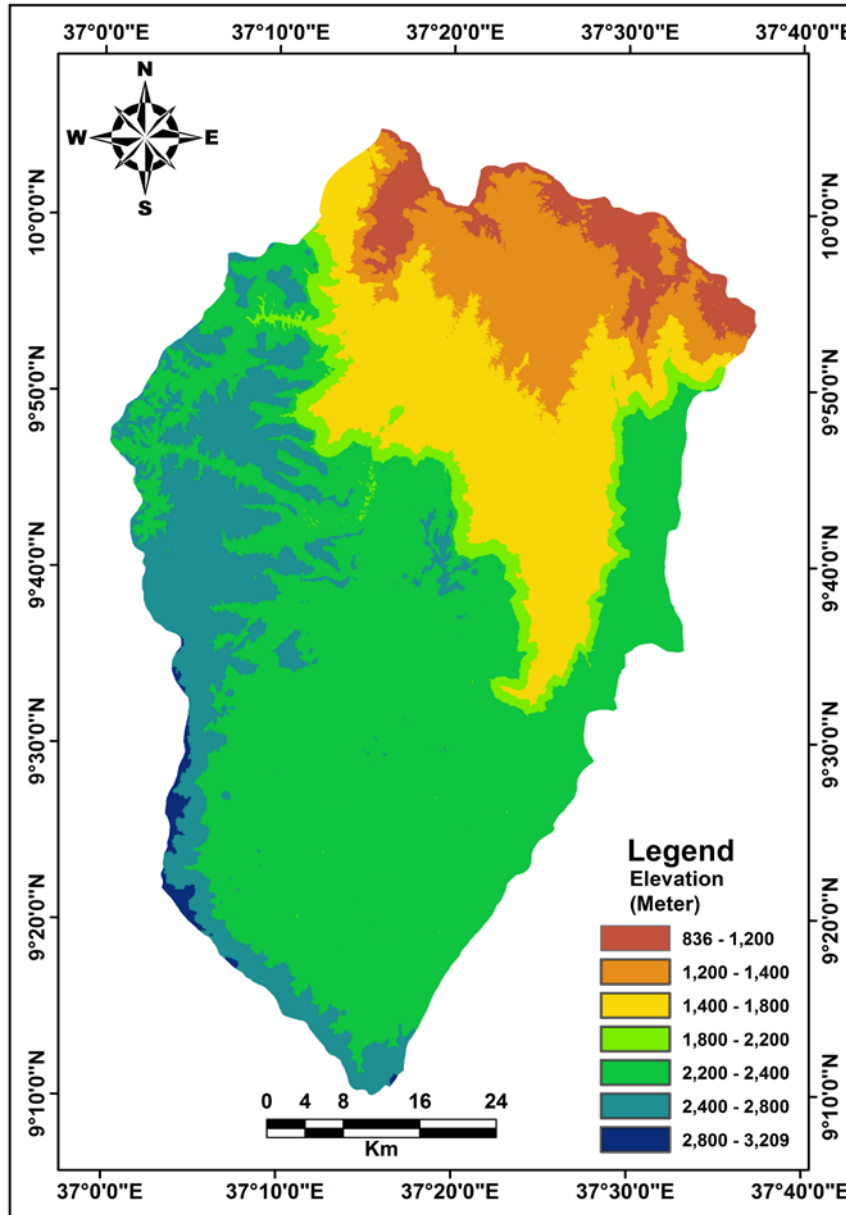 37°0'0"E 37°10'0"E 37°20'0"E 37°30'0"E 37°40'0"E
N
W E
S
10°0'0"N 10°0'0"N
9°50'0"N 9°50'0"N
9°40'0"N 9°40'0"N
9°30'0"N 9°30'0"N
9°20'0"N 9°20'0"N
9°10'0"N 9°10'0"N
Legend
Elevation
(Meter)
836 - 1,200
1,200 - 1,400
1,400 - 1,800
1,800 - 2,200
2,200 - 2,400
2,400 - 2,800
2,800 - 3,209
0 4 8 16 24
Km
37°0'0"E 37°10'0"E 37°20'0"E 37°30'0"E 37°40'0"E